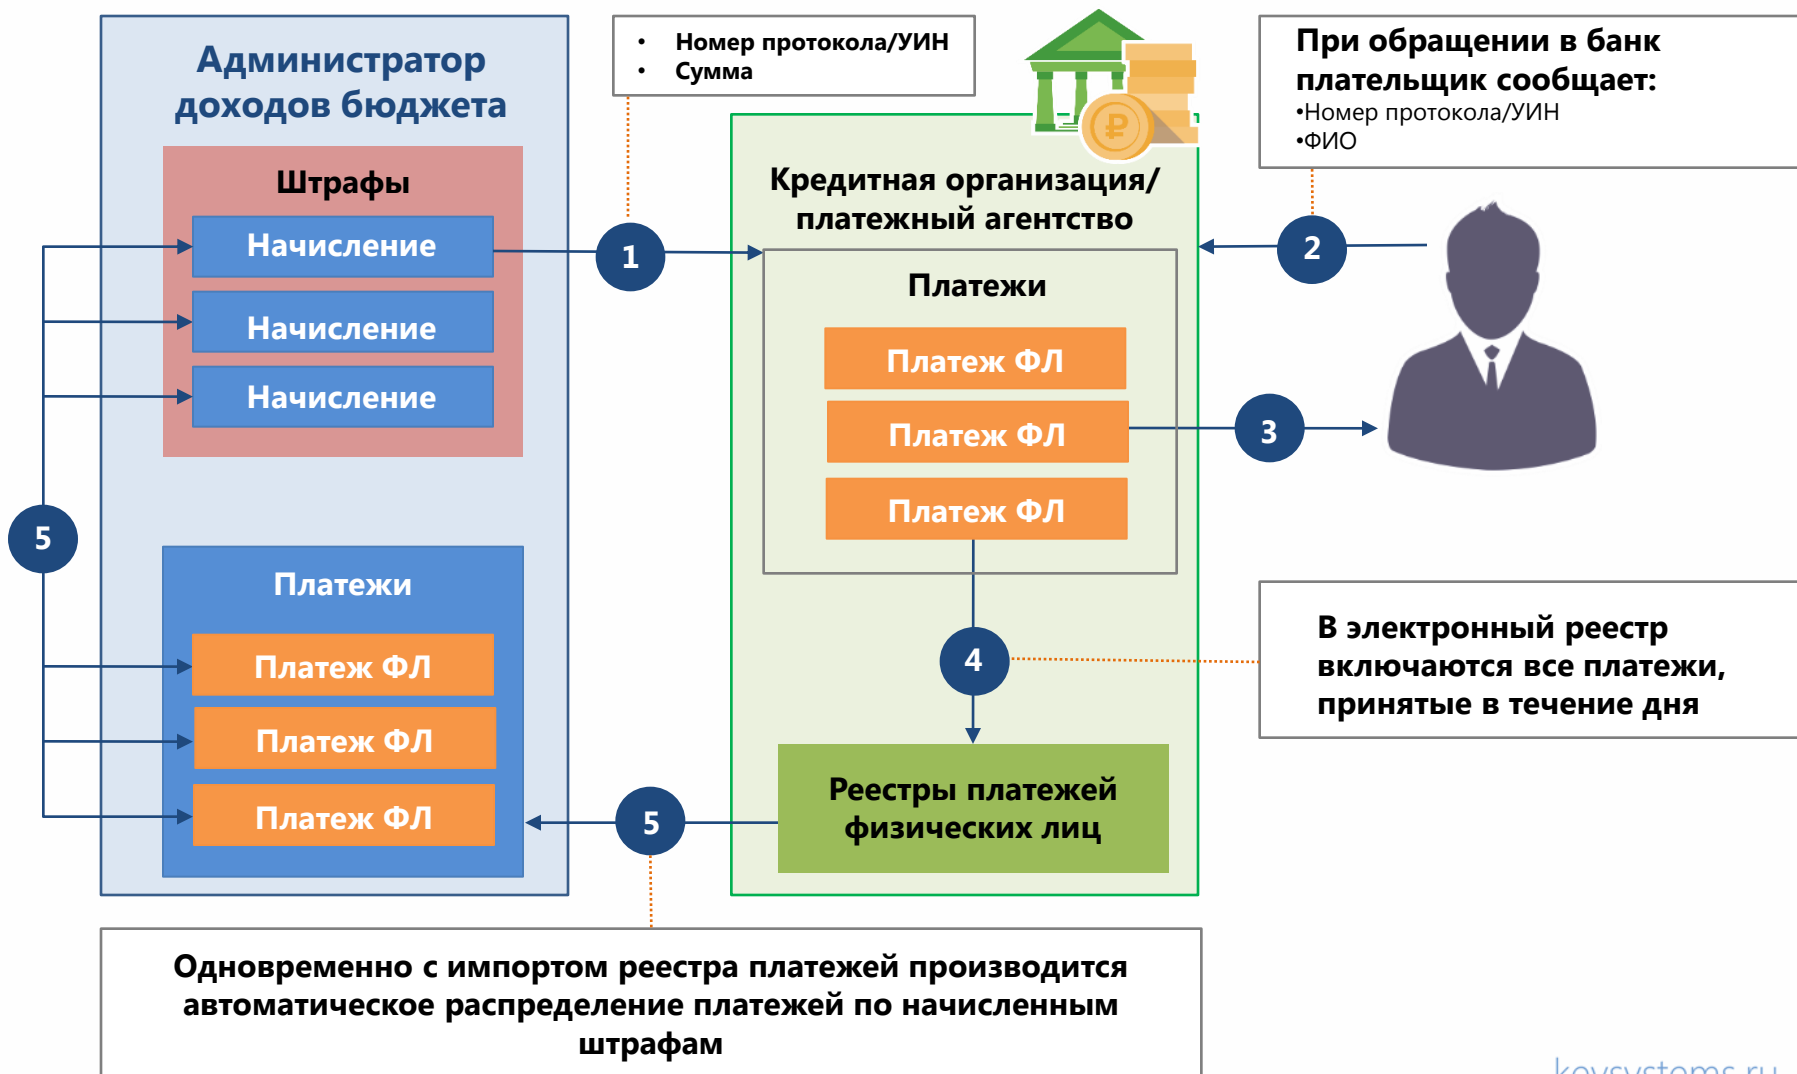 Администратор
доходов бюджета
Штрафы
Начисление
Начисление
Начисление
5
Платежи
Платеж ФЛ
Платеж ФЛ
Платеж ФЛ
• Номер протокола/УИН
• Сумма
1
Кредитная организация/
платежный агентство
Платежи
Платеж ФЛ
Платеж ФЛ
Платеж ФЛ
При обращении в банк
плательщик сообщает:
•Номер протокола/УИН
•ФИО
2
3
4
В электронный реестр
включаются все платежи,
принятые в течение дня
Реестры платежей
физических лиц
5
Одновременно с импортом реестра платежей производится
автоматическое распределение платежей по начисленным
штрафам
keysystems.ru